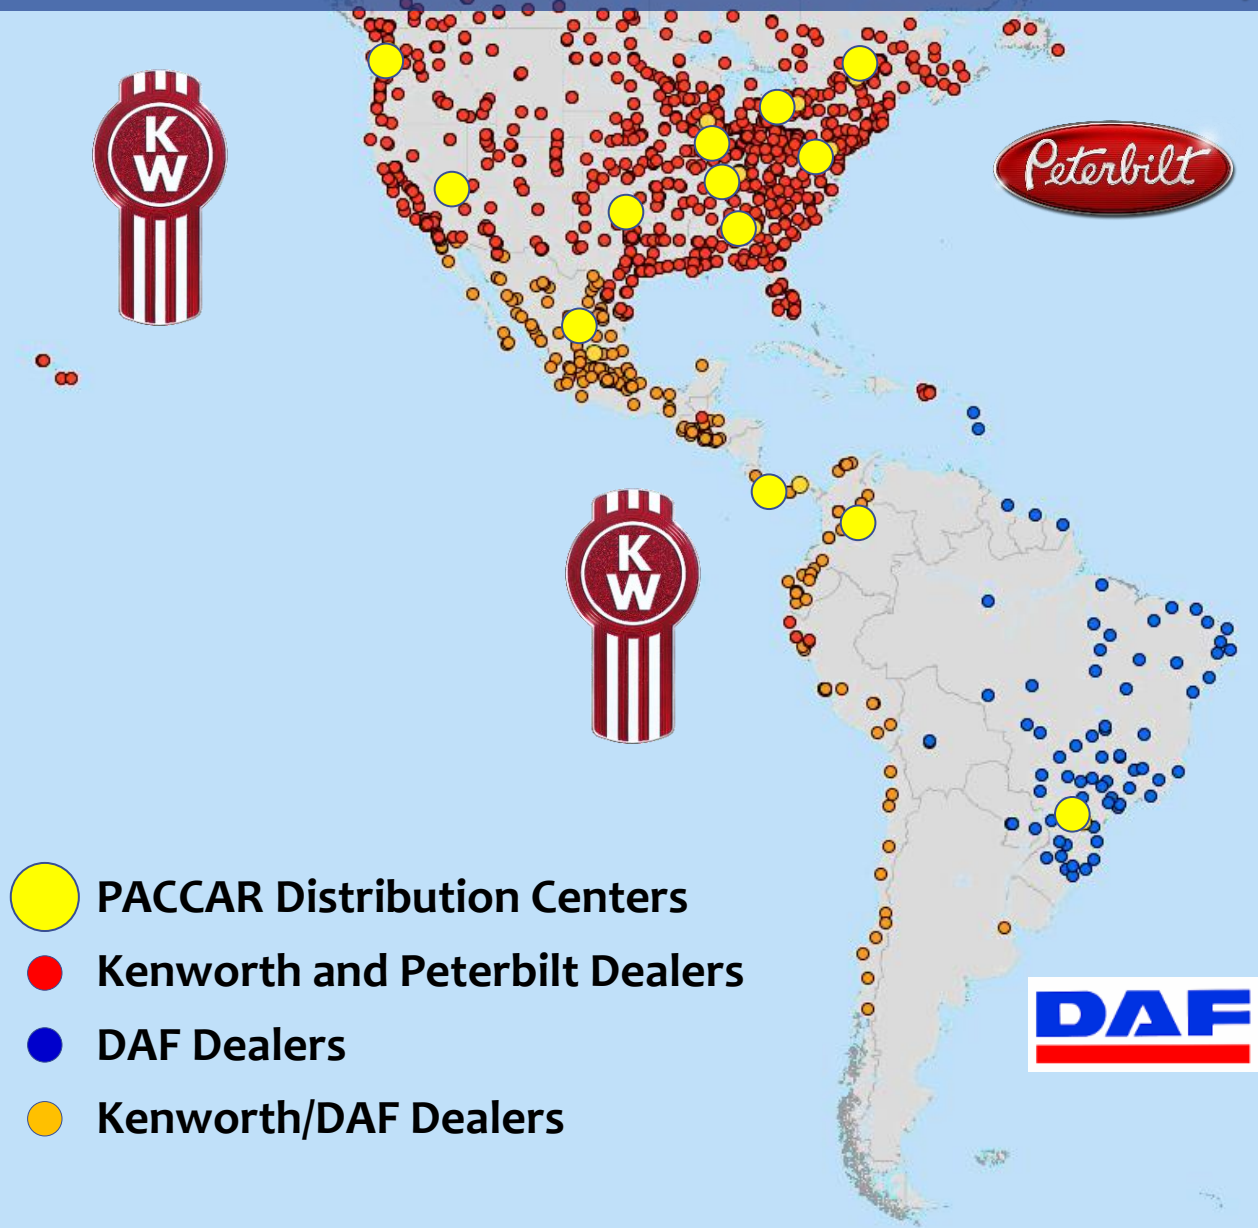 K
W
Peterbilt
K
W
PACCAR Distribution Centers
Kenworth and Peterbilt Dealers
DAF Dealers
DAF
Kenworth/DAF Dealers